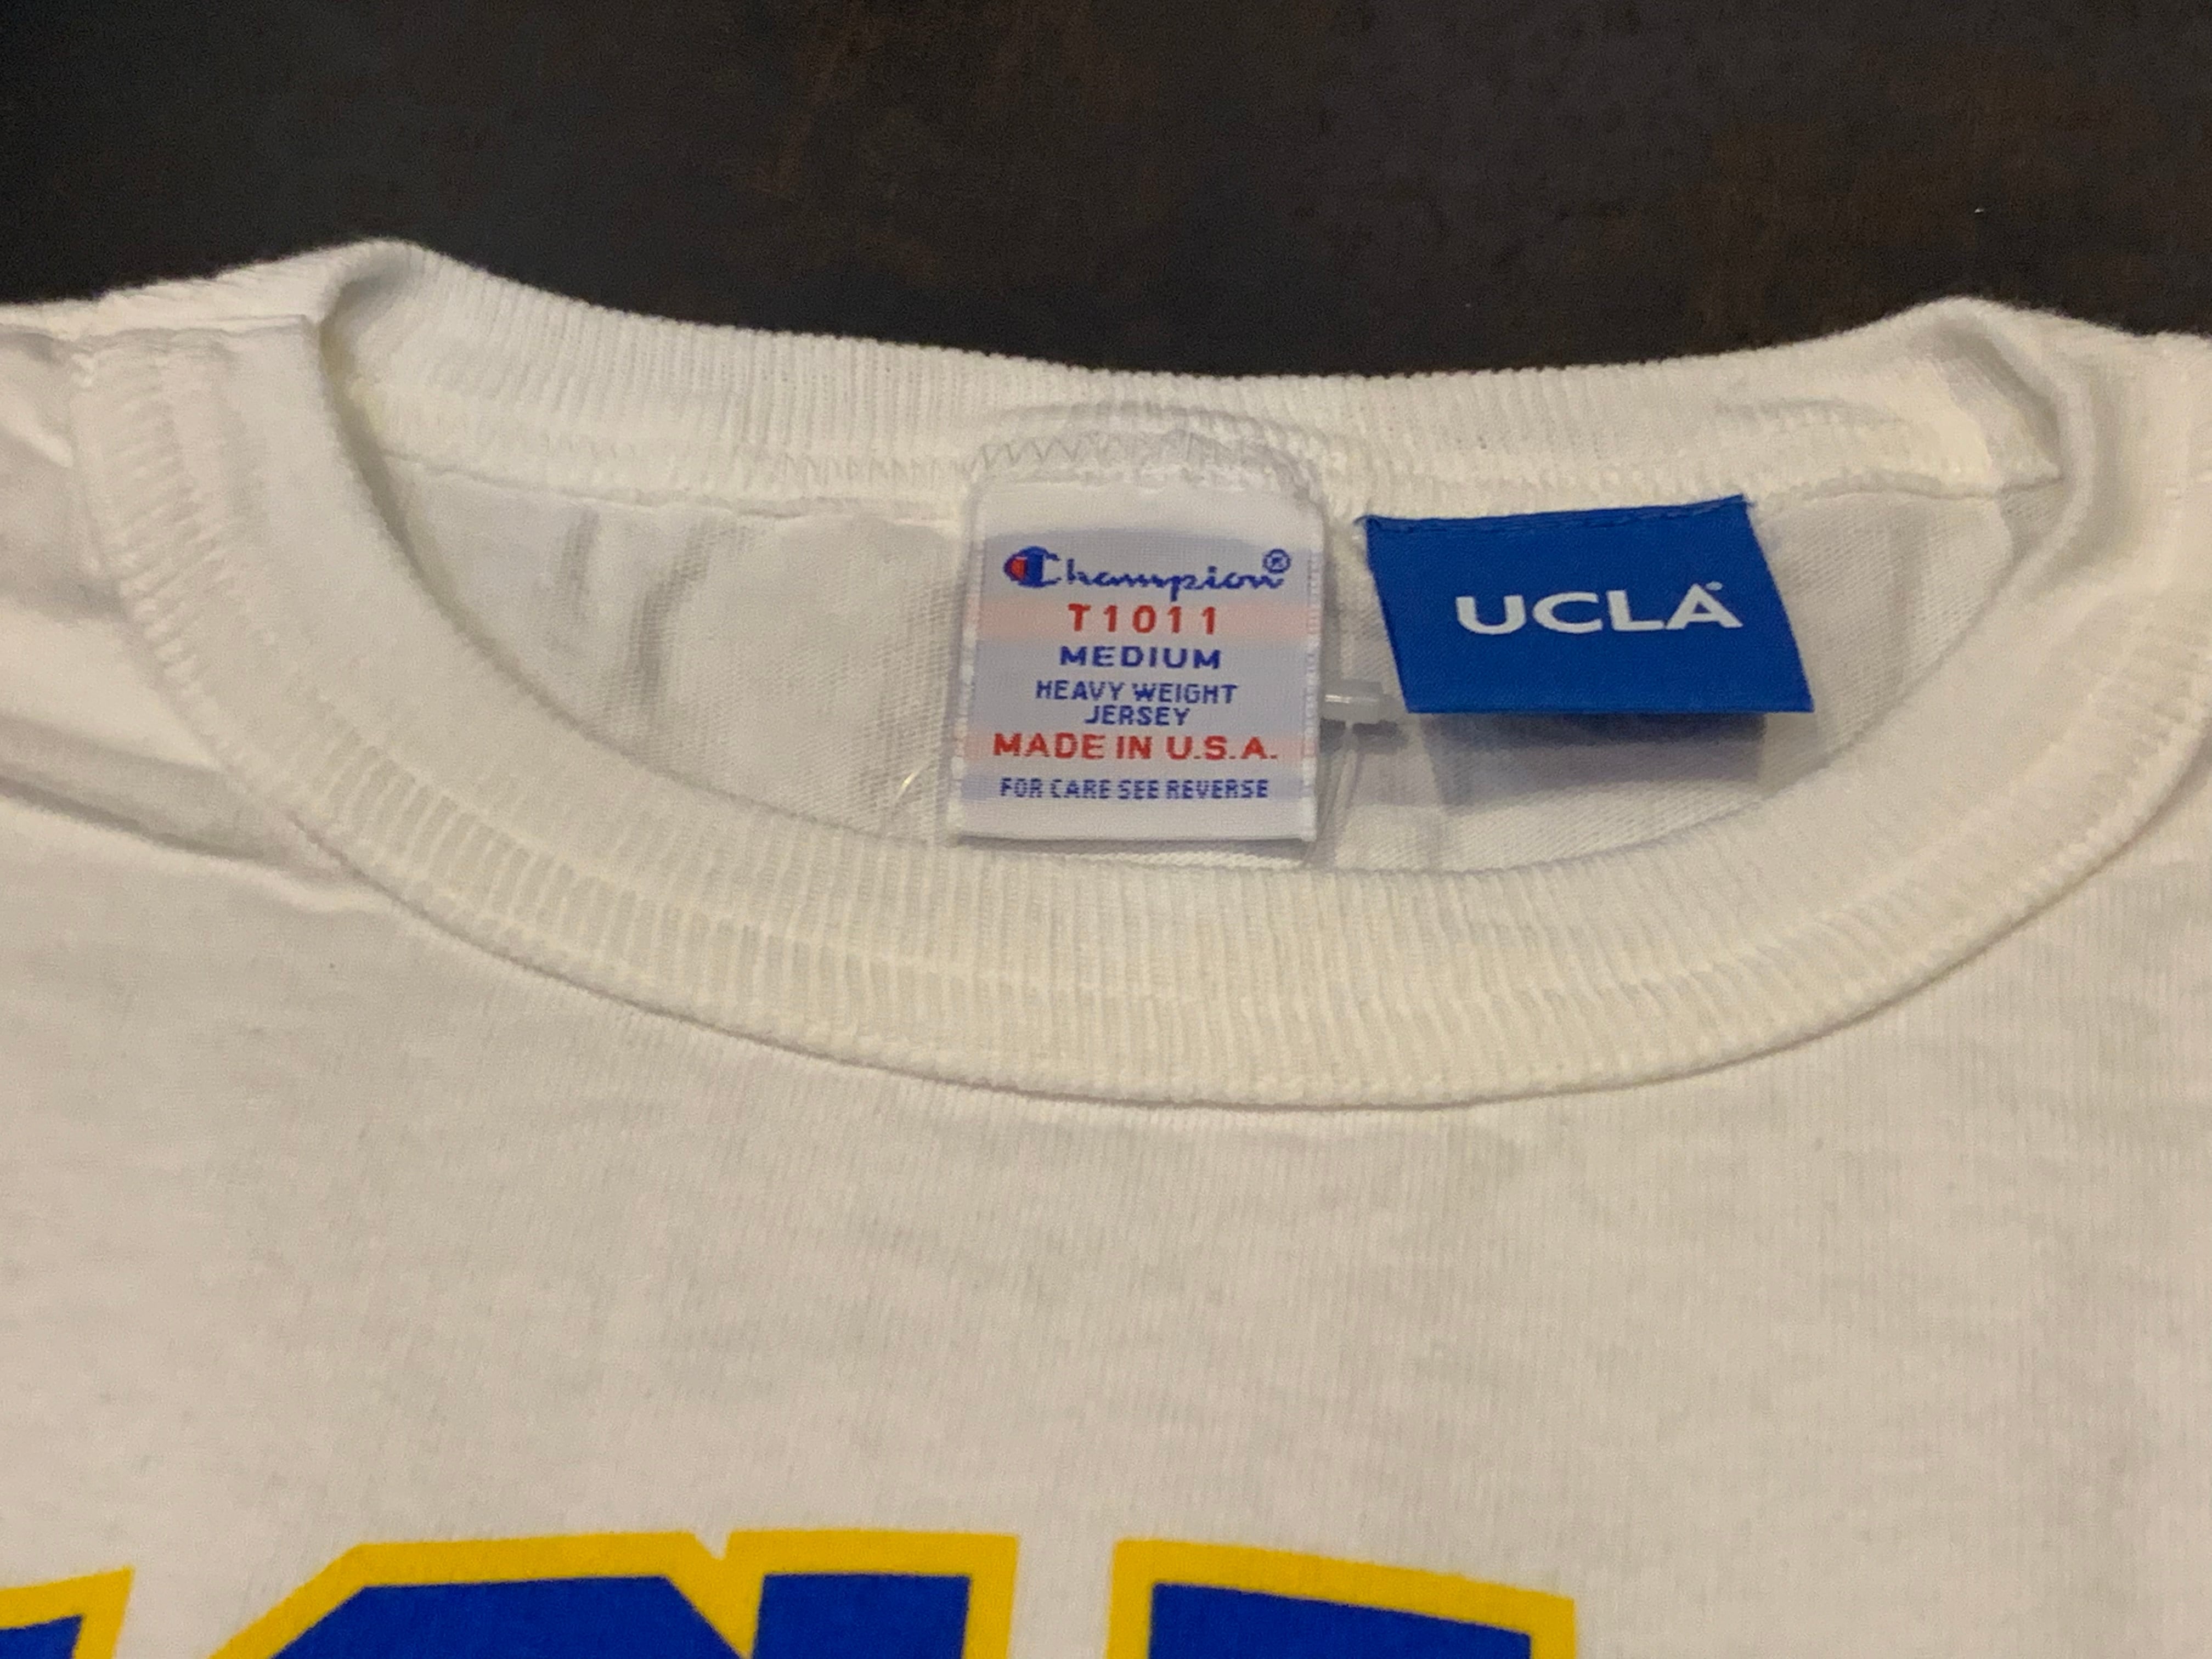 Champion®
T1011
MEDIUM
HEAVY WEIGHT
JERSEY
MADE IN U.S.A.
FOR CARE SEE REVERSE
UCLA